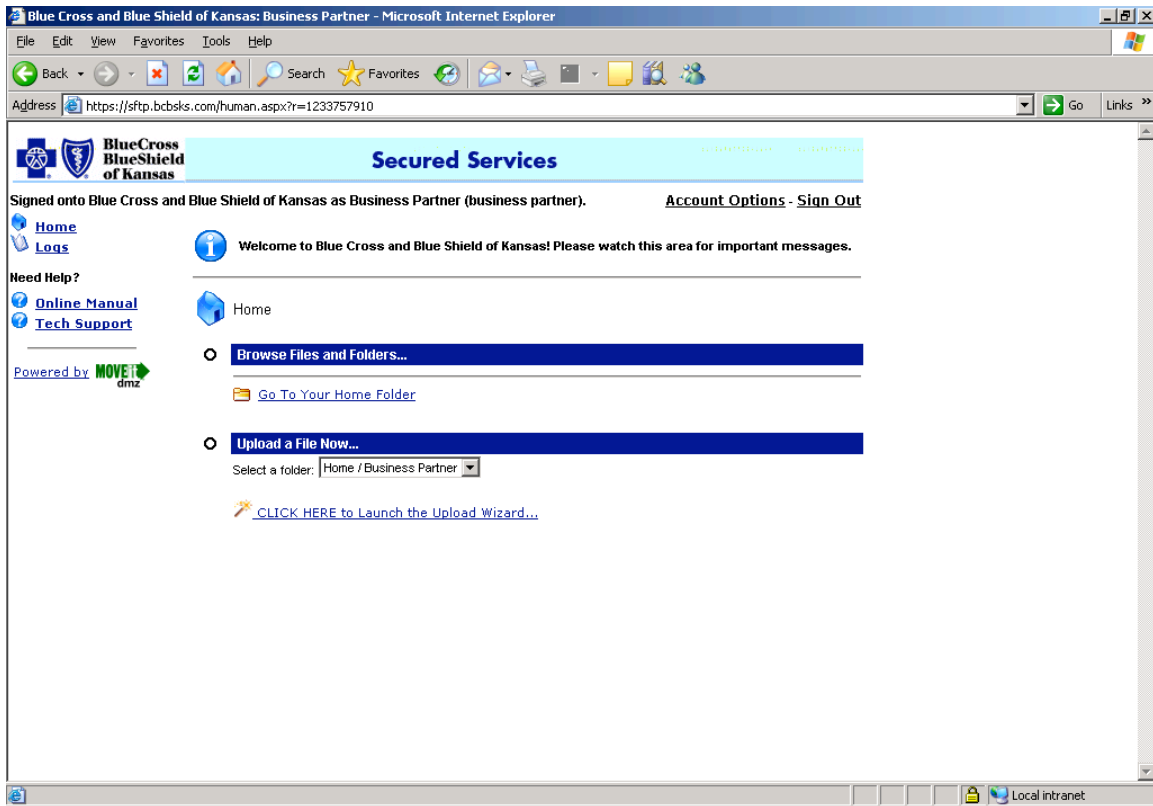 Blue Cross and Blue Shield of Kansas: Business Partner - Microsoft Internet Explorer
File Edit View Favorites Tools Help
Back Search Favorites
Address https://sftp.bcbsks.com/human.aspx?r=1233757910 Go Links »
BlueCross
BlueShield
of Kansas
Secured Services
Signed onto Blue Cross and Blue Shield of Kansas as Business Partner (business partner). Account Options - Sign Out
Home
Logs
Welcome to Blue Cross and Blue Shield of Kansas! Please watch this area for important messages.
Need Help?
Online Manual
Tech Support
Powered by MOVEit dmz
Home
Browse Files and Folders...
Go To Your Home Folder
Upload a File Now...
Select a folder: Home / Business Partner
CLICK HERE to Launch the Upload Wizard...
Local intranet